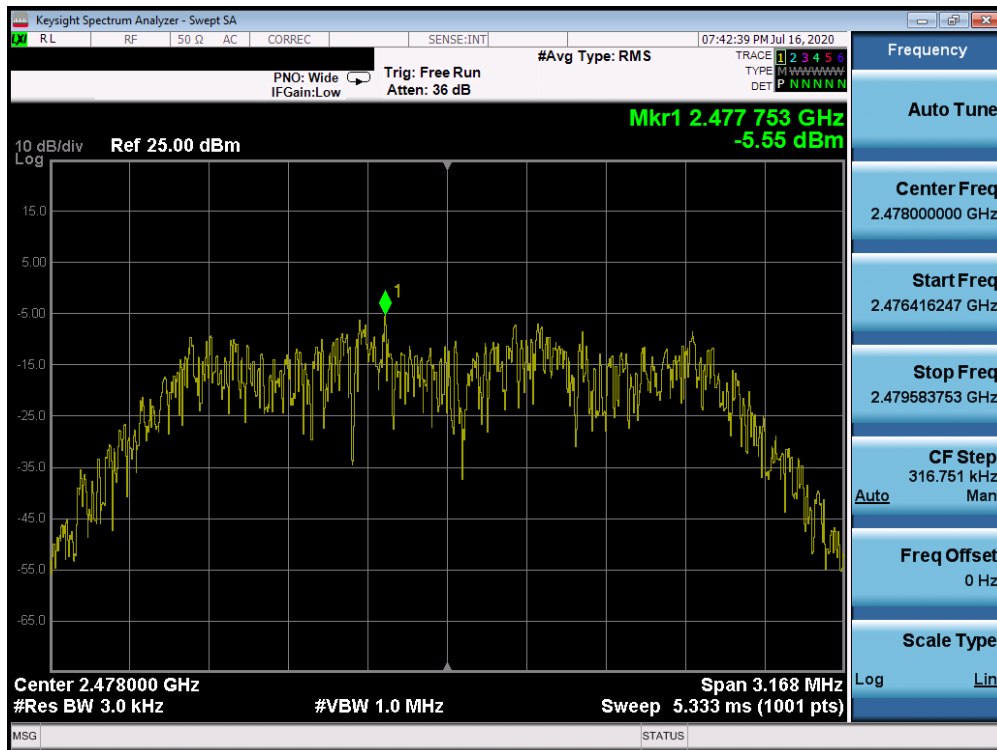 Keysight Spectrum Analyzer - Swept SA
LXI RL RF 50 Ω AC CORREC SENSE:INT 07:42:39 PM Jul 16, 2020
#Avg Type: RMS
TRACE 1 2 3 4 5 6
PNO: Wide Trig: Free Run
TYPE M WWWWW
IFGain:Low Atten: 36 dB
DET P N N N N N
Mkr1 2.477 753 GHz
-5.55 dBm
10 dB/div Ref 25.00 dBm
Log
15.0
5.00
1
-5.00
-15.0
-25.0
-35.0
-45.0
-55.0
-65.0
Center 2.478000 GHz Span 3.168 MHz
#Res BW 3.0 kHz #VBW 1.0 MHz Sweep 5.333 ms (1001 pts)
MSG STATUS
Frequency
Auto Tune
Center Freq
2.478000000 GHz
Start Freq
2.476416247 GHz
Stop Freq
2.479583753 GHz
CF Step
316.751 kHz
Auto Man
Freq Offset
0 Hz
Scale Type
Log Lin